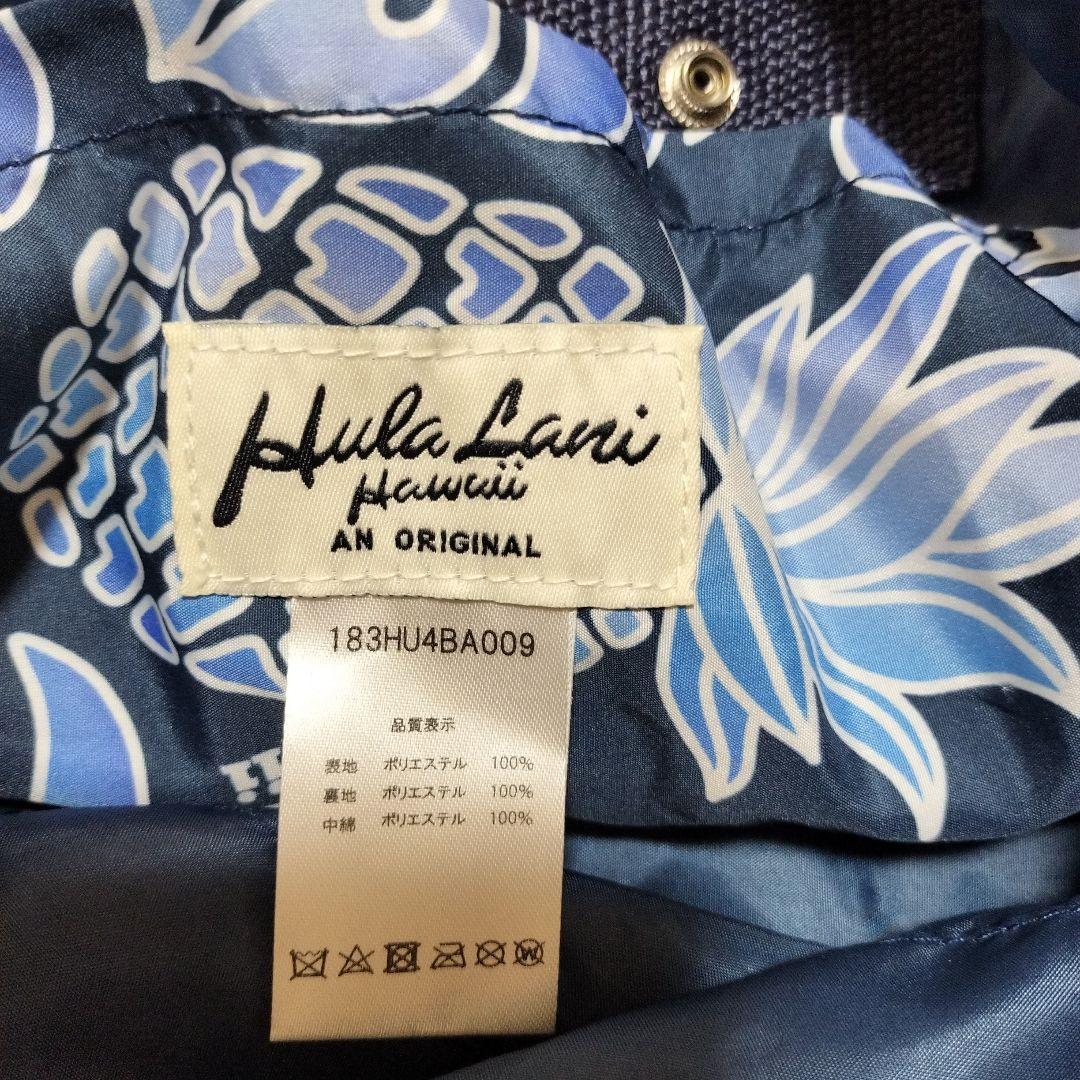 Hula Lani
Hawaii
AN ORIGINAL
183HU4BA009
品質表示
表地 ポリエステル 100%
裏地 ポリエステル 100%
中綿 ポリエステル 100%
W